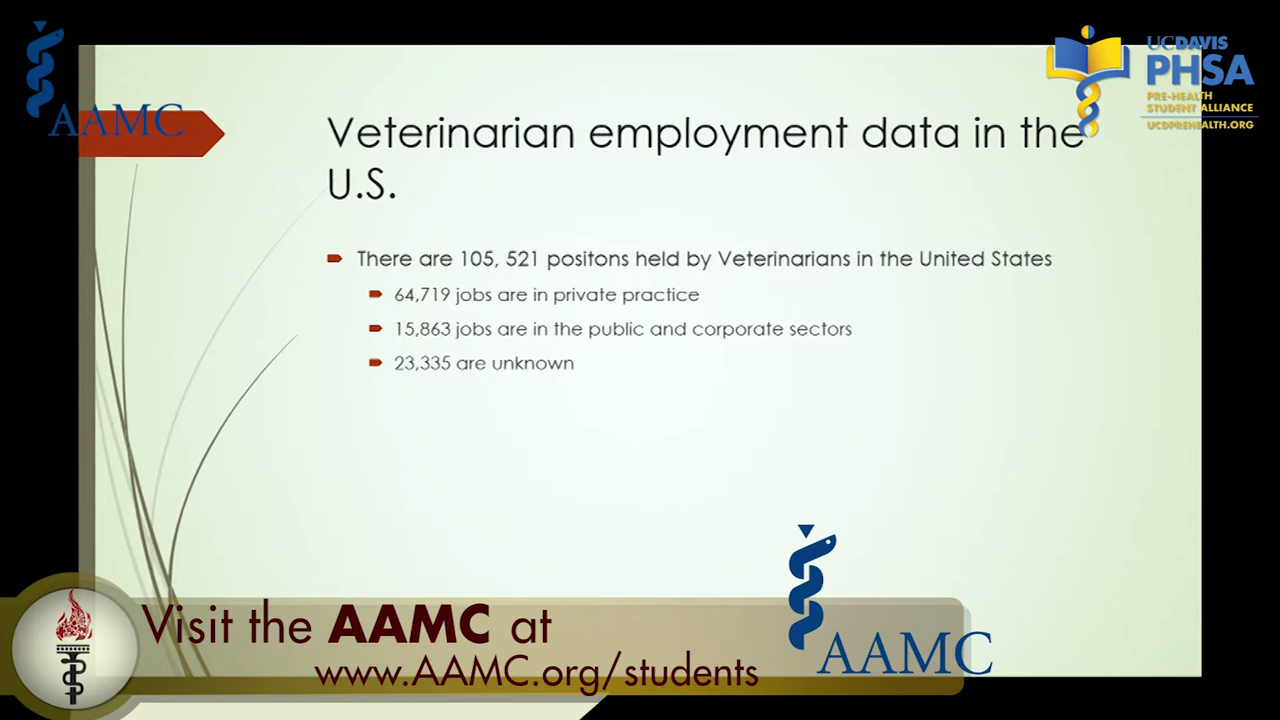 AAMC
UCDAVIS
PHSA
PRE-HEALTH
STUDENT ALLIANCE
UCDPREHEALTH.ORG
Veterinarian employment data in the
U.S.
There are 105, 521 positons held by Veterinarians in the United States
64,719 jobs are in private practice
15,863 jobs are in the public and corporate sectors
23,335 are unknown
Visit the AAMC at
www.AAMC.org/students
AAMC